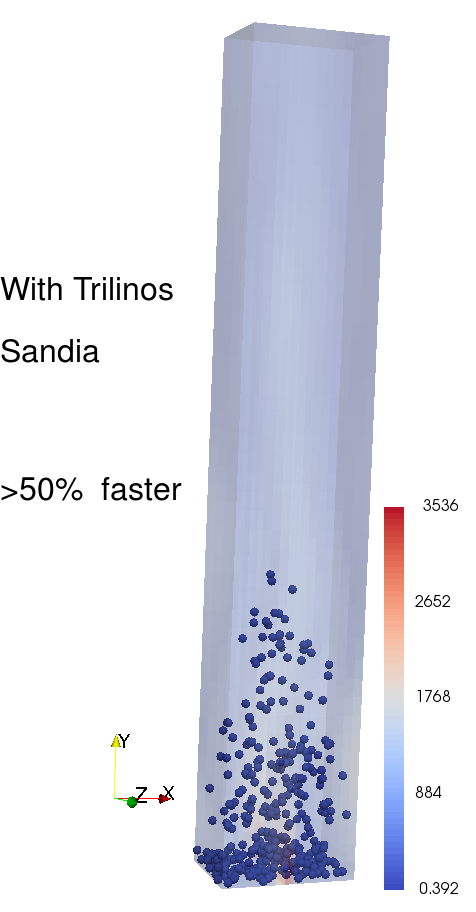 With Trilinos
Sandia
>50% faster
3536
2652
1768
884
0.392
Y
Z X